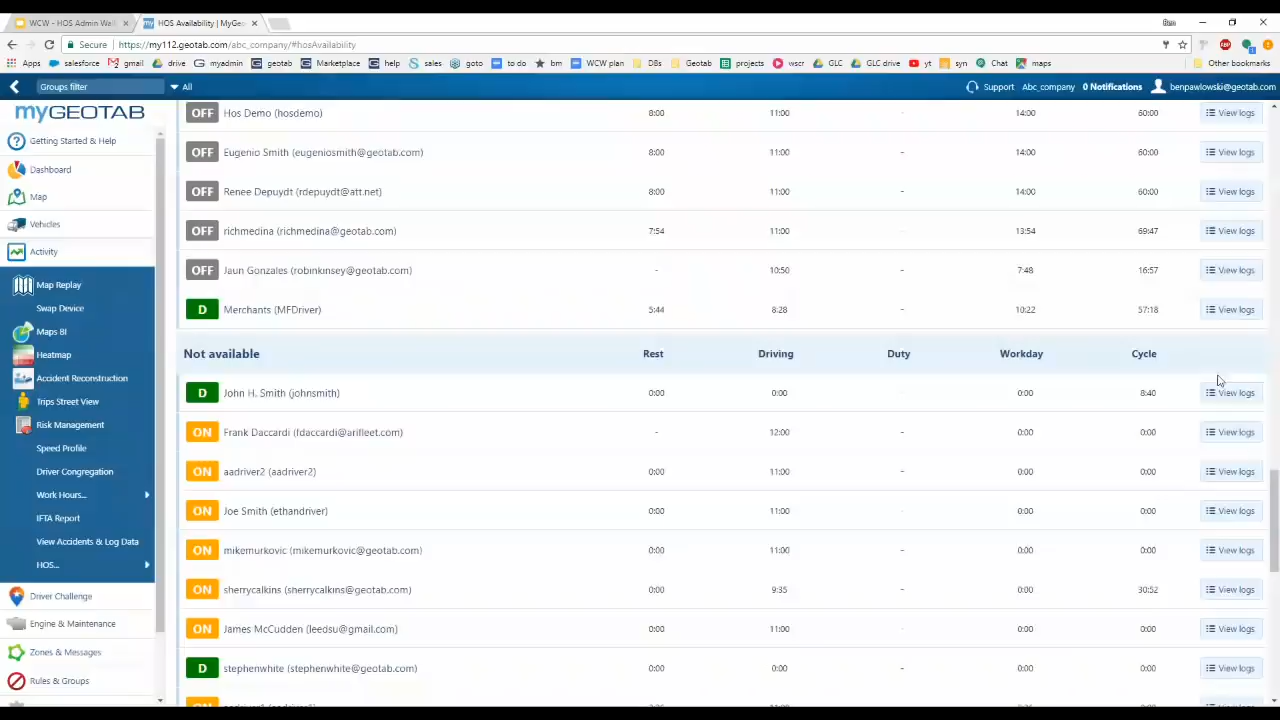 WCW - HOS Admin Wal
HOS Availability | MyGe
Secure
https://my112.geotab.com/abc_company/#hosAvailability
Apps salesforce gmail drive myadmin geotab Marketplace help sales goto to do bm WCW plan DBs Geotab projects wscr GLC GLC drive yt syn Chat maps Other bookmarks
Groups filter All Support Abc_company 0 Notifications benpawlowski@geotab.com
myGEOTAB
Getting Started & Help
Dashboard
Map
Vehicles
Activity
Map Replay
Swap Device
Maps BI
Heatmap
Accident Reconstruction
Trips Street View
Risk Management
Speed Profile
Driver Congregation
Work Hours...
IFTA Report
View Accidents & Log Data
HOS...
Driver Challenge
Engine & Maintenance
Zones & Messages
Rules & Groups
OFF Hos Demo (hosdemo) 8:00 11:00 - 14:00 60:00 View logs
OFF Eugenio Smith (eugeniosmith@geotab.com) 8:00 11:00 - 14:00 60:00 View logs
OFF Renee Depuydt (rdepuydt@att.net) 8:00 11:00 - 14:00 60:00 View logs
OFF richmedina (richmedina@geotab.com) 7:54 11:00 - 13:54 69:47 View logs
OFF Jaun Gonzales (robinkinsey@geotab.com) - 10:50 - 7:48 16:57 View logs
D Merchants (MFDriver) 5:44 8:28 - 10:22 57:18 View logs
Not available Rest Driving Duty Workday Cycle
D John H. Smith (johnsmith) 0:00 0:00 - 0:00 8:40 View logs
ON Frank Daccardi (fdaccardi@arifleet.com) - 12:00 - 0:00 0:00 View logs
ON aadriver2 (aadriver2) 0:00 11:00 - 0:00 0:00 View logs
ON Joe Smith (ethandriver) 0:00 11:00 - 0:00 0:00 View logs
ON mikemurkovic (mikemurkovic@geotab.com) 0:00 11:00 - 0:00 0:00 View logs
ON sherrycalkins (sherrycalkins@geotab.com) 0:00 9:35 - 0:00 30:52 View logs
ON James McCudden (leedsu@gmail.com) 0:00 11:00 - 0:00 0:00 View logs
D stephenwhite (stephenwhite@geotab.com) 0:00 0:00 - 0:00 0:00 View logs